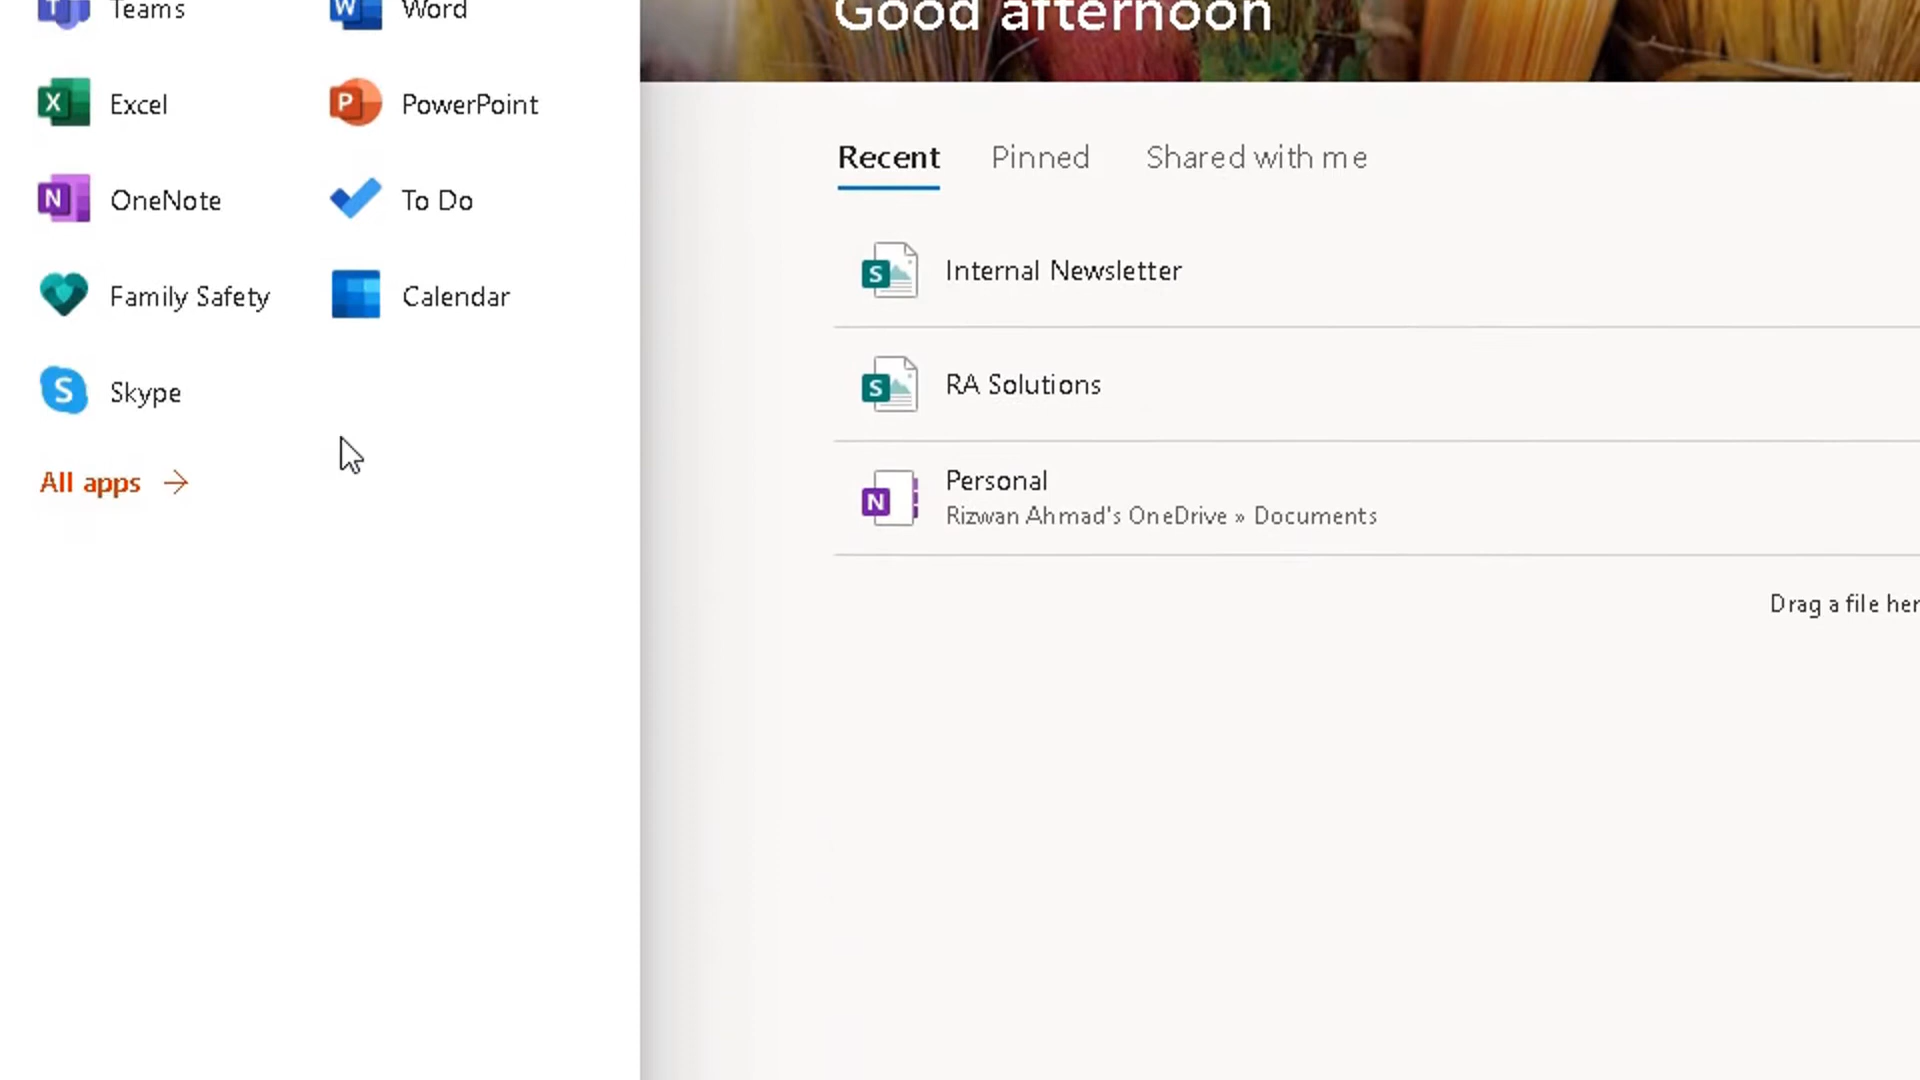 Teams
Word
Good afternoon
Excel
PowerPoint
OneNote
To Do
Family Safety
Calendar
Skype
All apps
Recent
Pinned
Shared with me
Internal Newsletter
RA Solutions
Personal
Rizwan Ahmad's OneDrive » Documents
Drag a file her